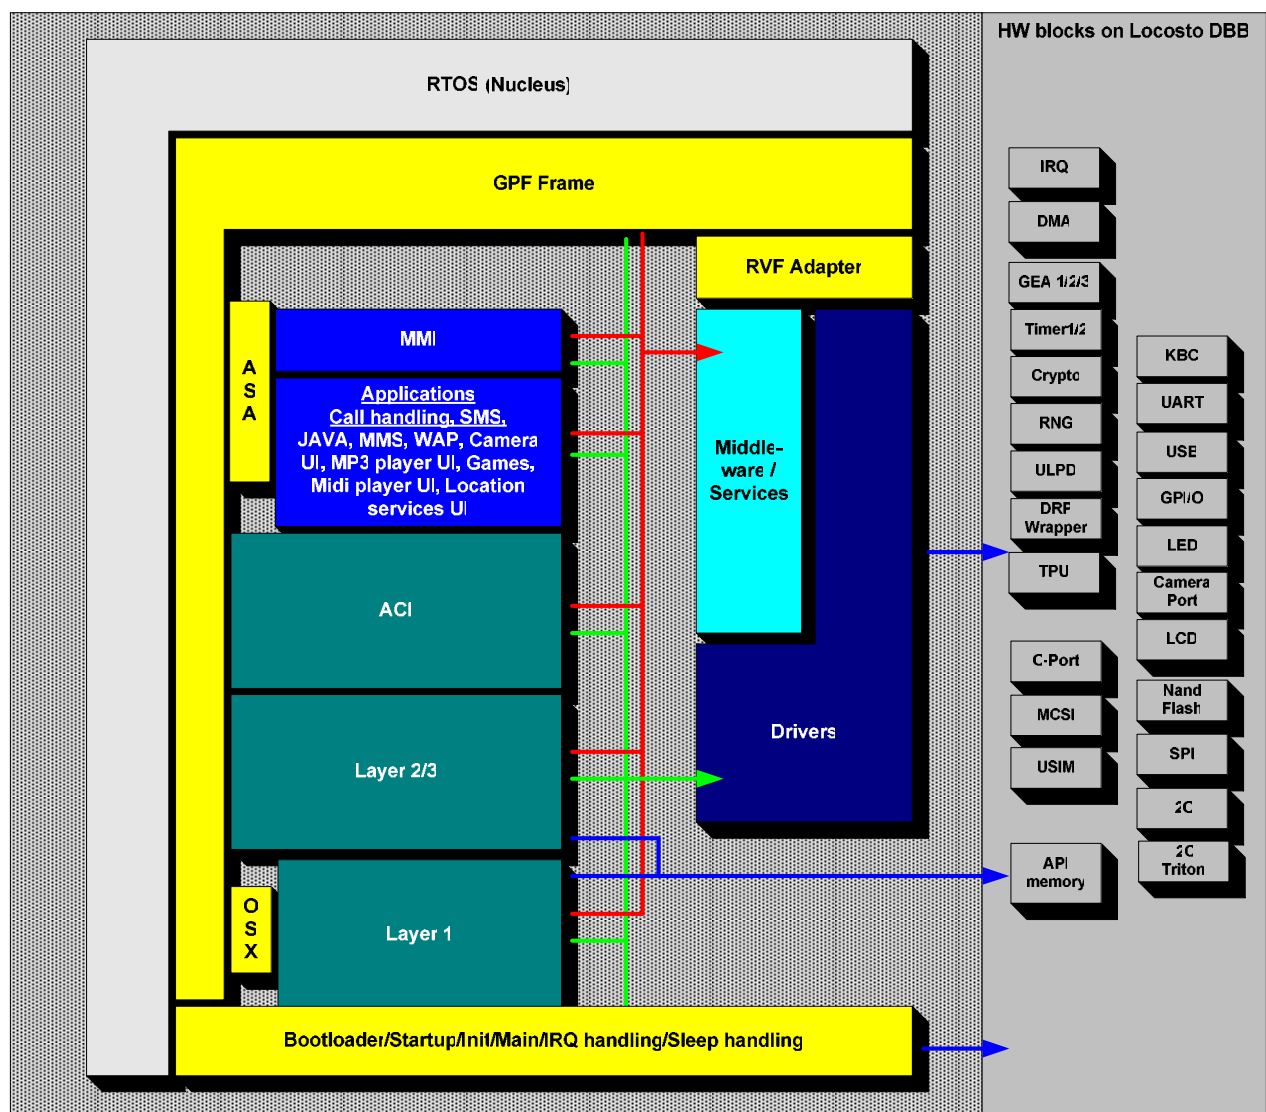 HW blocks on Locosto DBB
RTOS (Nucleus)
GPF Frame
RVF Adapter
A
S
A
MMI
Applications
Call handling, SMS,
JAVA, MMS, WAP, Camera
UI, MP3 player UI, Games,
Midi player UI, Location
services UI
ACI
Layer 2/3
O
S
X
Layer 1
Middle-
ware /
Services
Drivers
Bootloader/Startup/Init/Main/IRQ handling/Sleep handling
IRQ
DMA
GEA 1/2/3
Timer1/2
Crypto
RNG
ULPD
DRF
Wrapper
TPU
C-Port
MCSI
USIM
API
memory
KBC
UART
USB
GPI/O
LED
Camera
Port
LCD
Nand
Flash
SPI
I2C
I2C
Triton